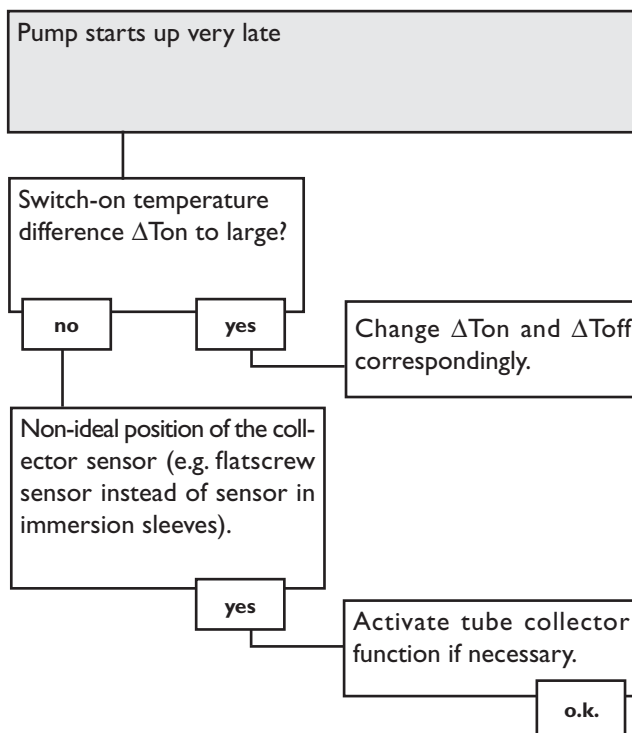 Pump starts up very late
Switch-on temperature
difference ΔTon to large?
no
yes
Change ΔTon and ΔToff
correspondingly.
Non-ideal position of the coll-
ector sensor (e.g. flatscrew
sensor instead of sensor in
immersion sleeves).
yes
Activate tube collector
function if necessary.
o.k.